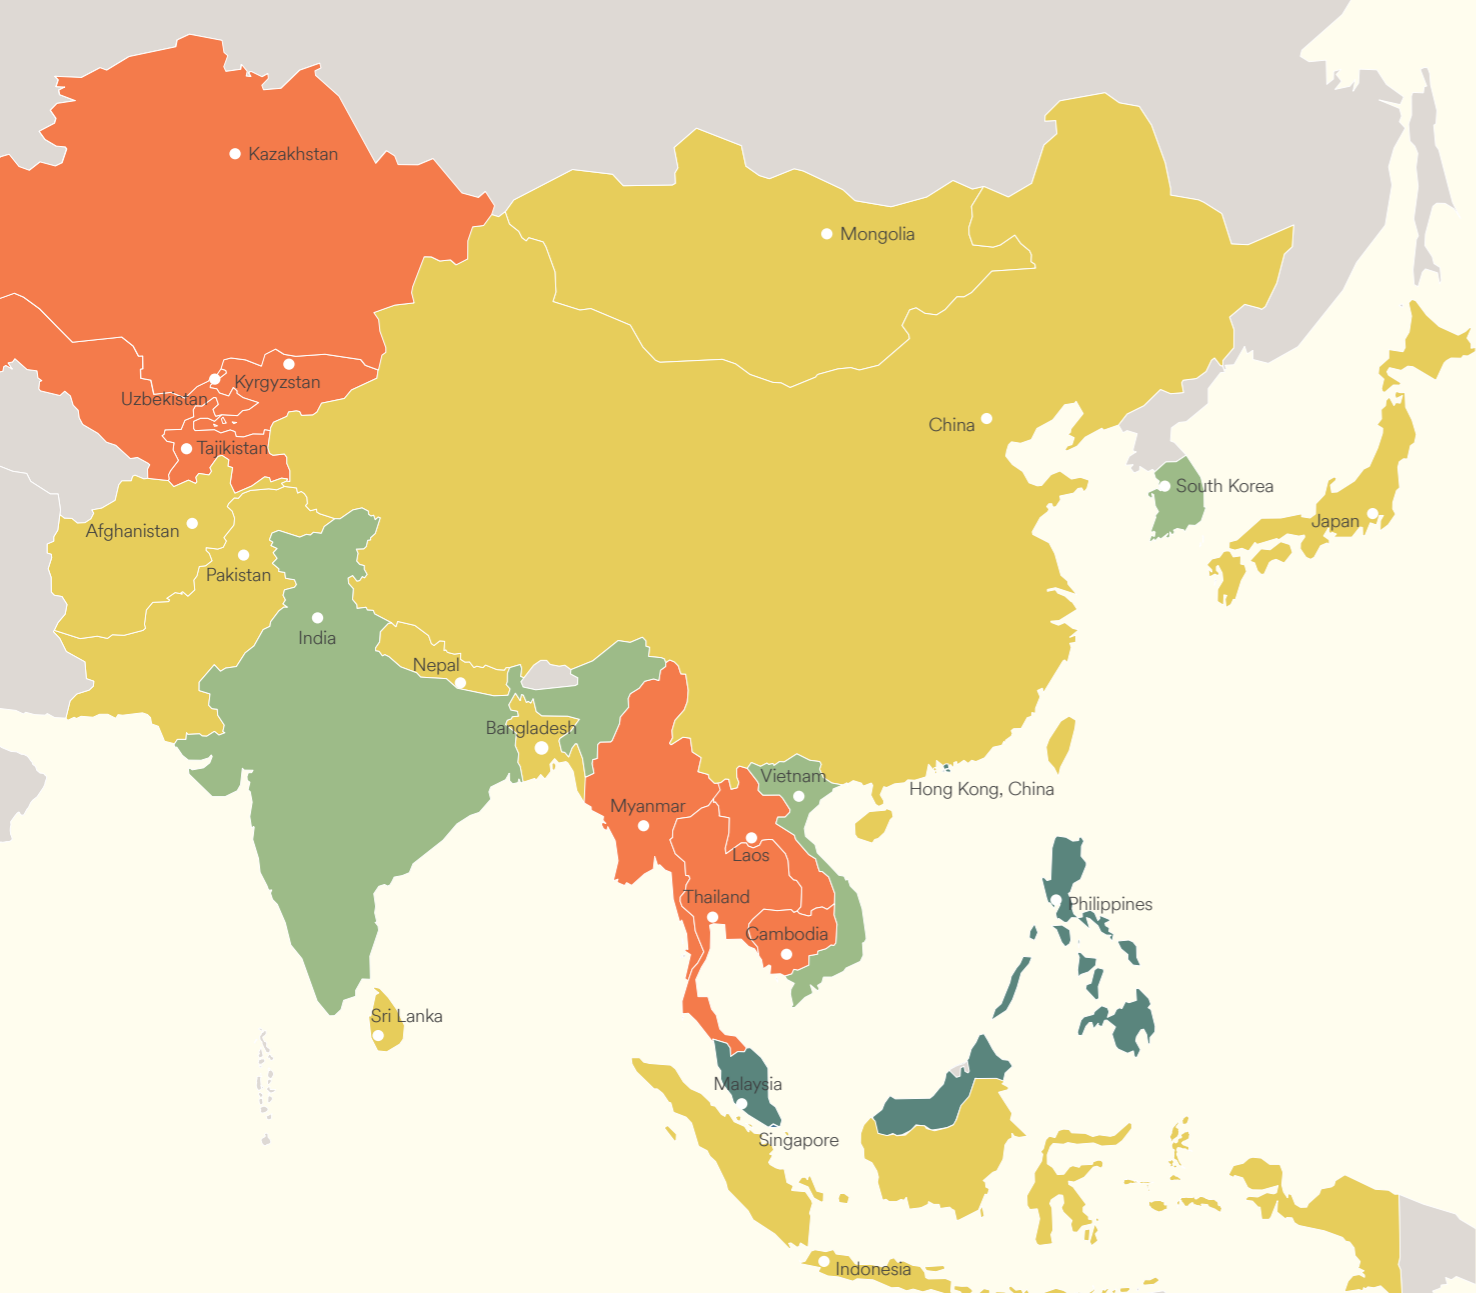 Kazakhstan
Mongolia
Kyrgyzstan
Uzbekistan
China
Tajikistan
South Korea
Japan
Afghanistan
Pakistan
India
Nepal
Bangladesh
Vietnam
Hong Kong, China
Myanmar
Laos
Thailand
Philippines
Cambodia
Sri Lanka
Malaysia
Singapore
Indonesia